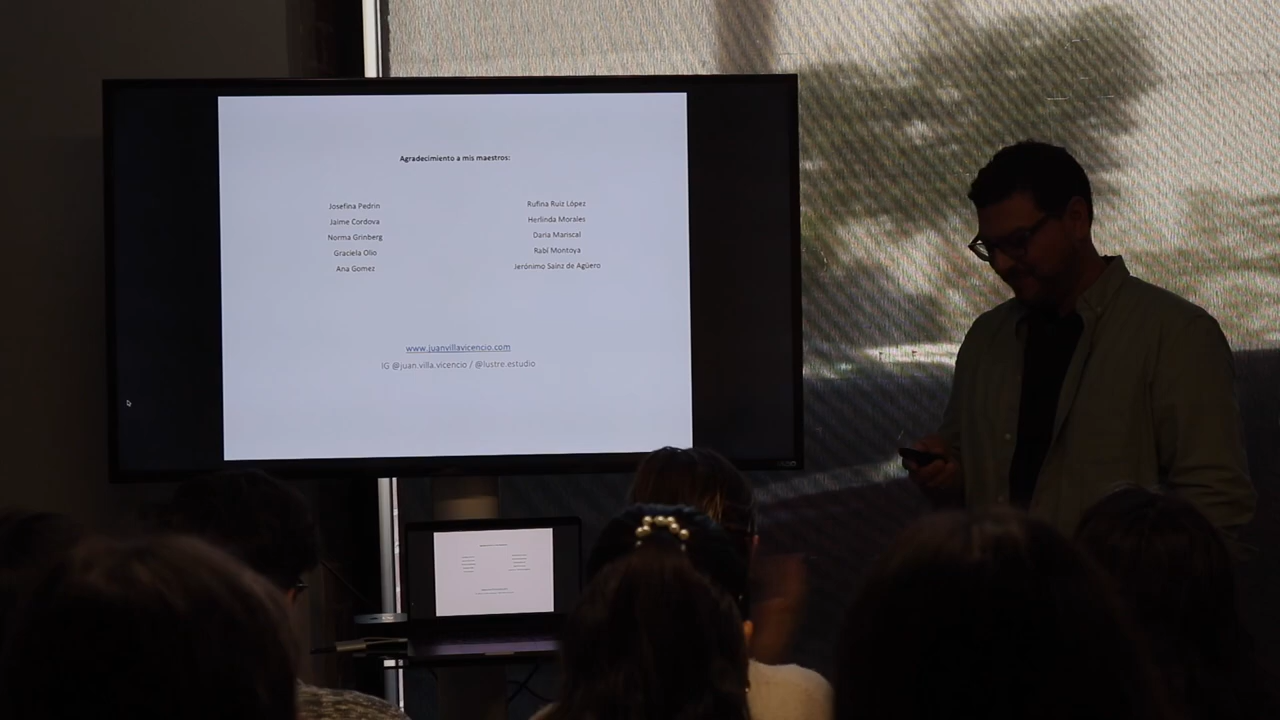 Agradecimiento a mis maestros:
Josefina Pedrin
Jaime Cordova
Norma Grinberg
Graciela Olio
Ana Gomez
Rufina Ruiz López
Herlinda Morales
Daria Mariscal
Rabí Montoya
Jerónimo Sainz de Agüero
www.juanvillavicencio.com
IG @juan.villa.vicencio / @lustre.estudio